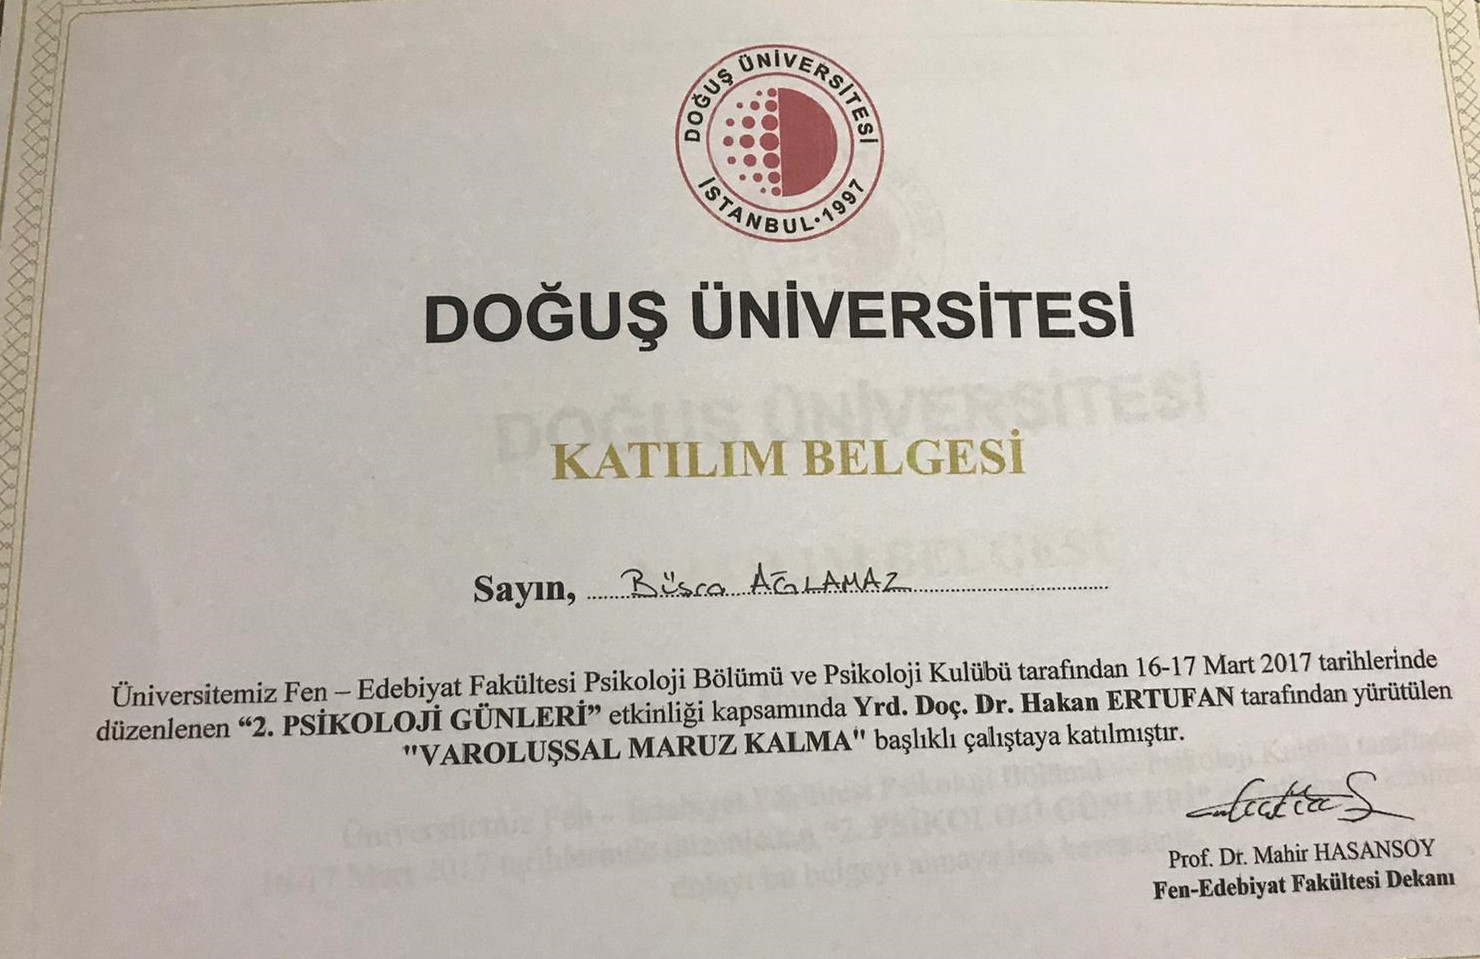 DOĞUŞ ÜNİVERSİTESİ
İSTANBUL·1997
DOĞUŞ ÜNİVERSİTESİ
KATILIM BELGESİ
Sayın, Büşra AĞLAMAZ
Üniversitemiz Fen – Edebiyat Fakültesi Psikoloji Bölümü ve Psikoloji Kulübü tarafından 16-17 Mart 2017 tarihlerinde
düzenlenen “2. PSİKOLOJİ GÜNLERİ” etkinliği kapsamında Yrd. Doç. Dr. Hakan ERTUFAN tarafından yürütülen
"VAROLUŞSAL MARUZ KALMA" başlıklı çalıştaya katılmıştır.
Prof. Dr. Mahir HASANSOY
Fen-Edebiyat Fakültesi Dekanı